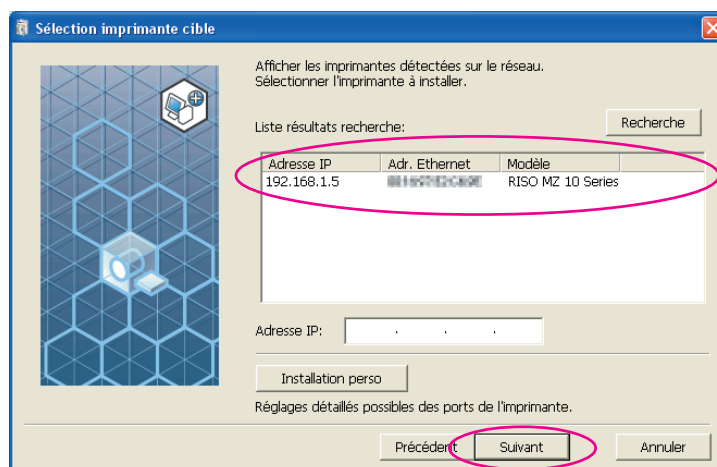 Sélection imprimante cible
Afficher les imprimantes détectées sur le réseau.
Sélectionner l'imprimante à installer.
Liste résultats recherche:
Recherche
Adresse IP Adr. Ethernet Modèle
192.168.1.5 RISO MZ 10 Series
Adresse IP: . . .
Installation perso
Réglages détaillés possibles des ports de l'imprimante.
Précédent Suivant Annuler